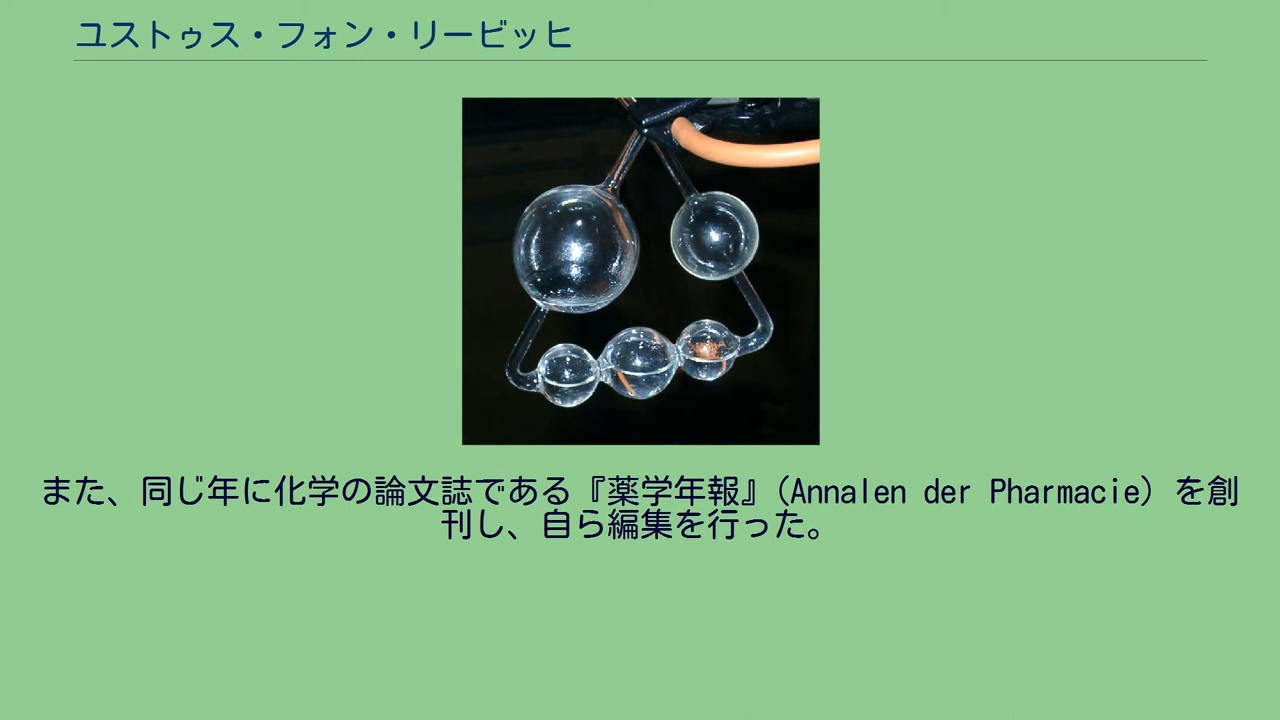 ユストゥス・フォン・リービッヒ
また、同じ年に化学の論文誌である『薬学年報』(Annalen der Pharmacie) を創
刊し、自ら編集を行った。